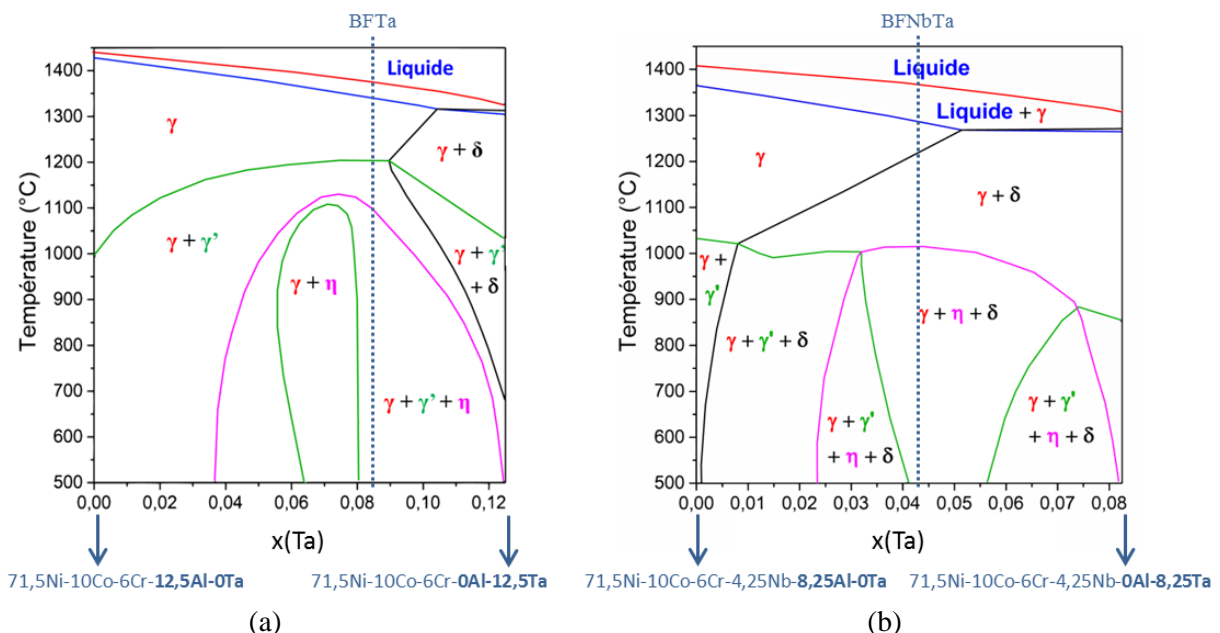 BFTa
BFNbTa
1400
1300
1200
1100
1000
900
800
700
600
500
Température (°C)
Liquide
γ
γ + δ
γ + γ'
γ + η
γ + γ'
+ δ
γ + γ' + η
0,00
0,02
0,04
0,06
0,08
0,10
0,12
x(Ta)
71,5Ni-10Co-6Cr-12,5Al-0Ta
71,5Ni-10Co-6Cr-0Al-12,5Ta
(a)
1400
1300
1200
1100
1000
900
800
700
600
500
Température (°C)
Liquide
Liquide + γ
γ
γ + δ
γ +
γ'
γ + η + δ
γ + γ' + δ
γ + γ'
+ η + δ
γ + γ'
+ η + δ
0,00
0,01
0,02
0,03
0,04
0,05
0,06
0,07
0,08
x(Ta)
71,5Ni-10Co-6Cr-4,25Nb-8,25Al-0Ta
71,5Ni-10Co-6Cr-4,25Nb-0Al-8,25Ta
(b)